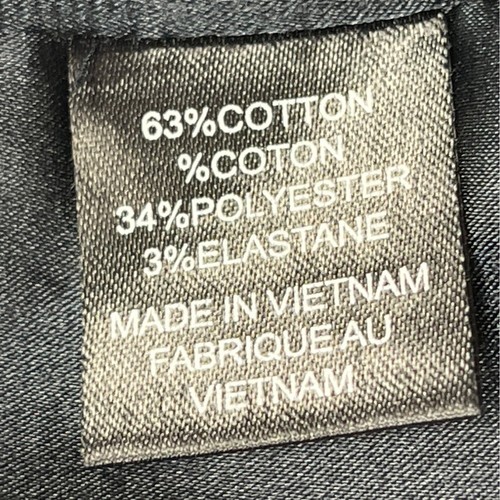 63%COTTON
%COTON
34%POLYESTER
3%ELASTANE
MADE IN VIETNAM
FABRIQUE AU
VIETNAM